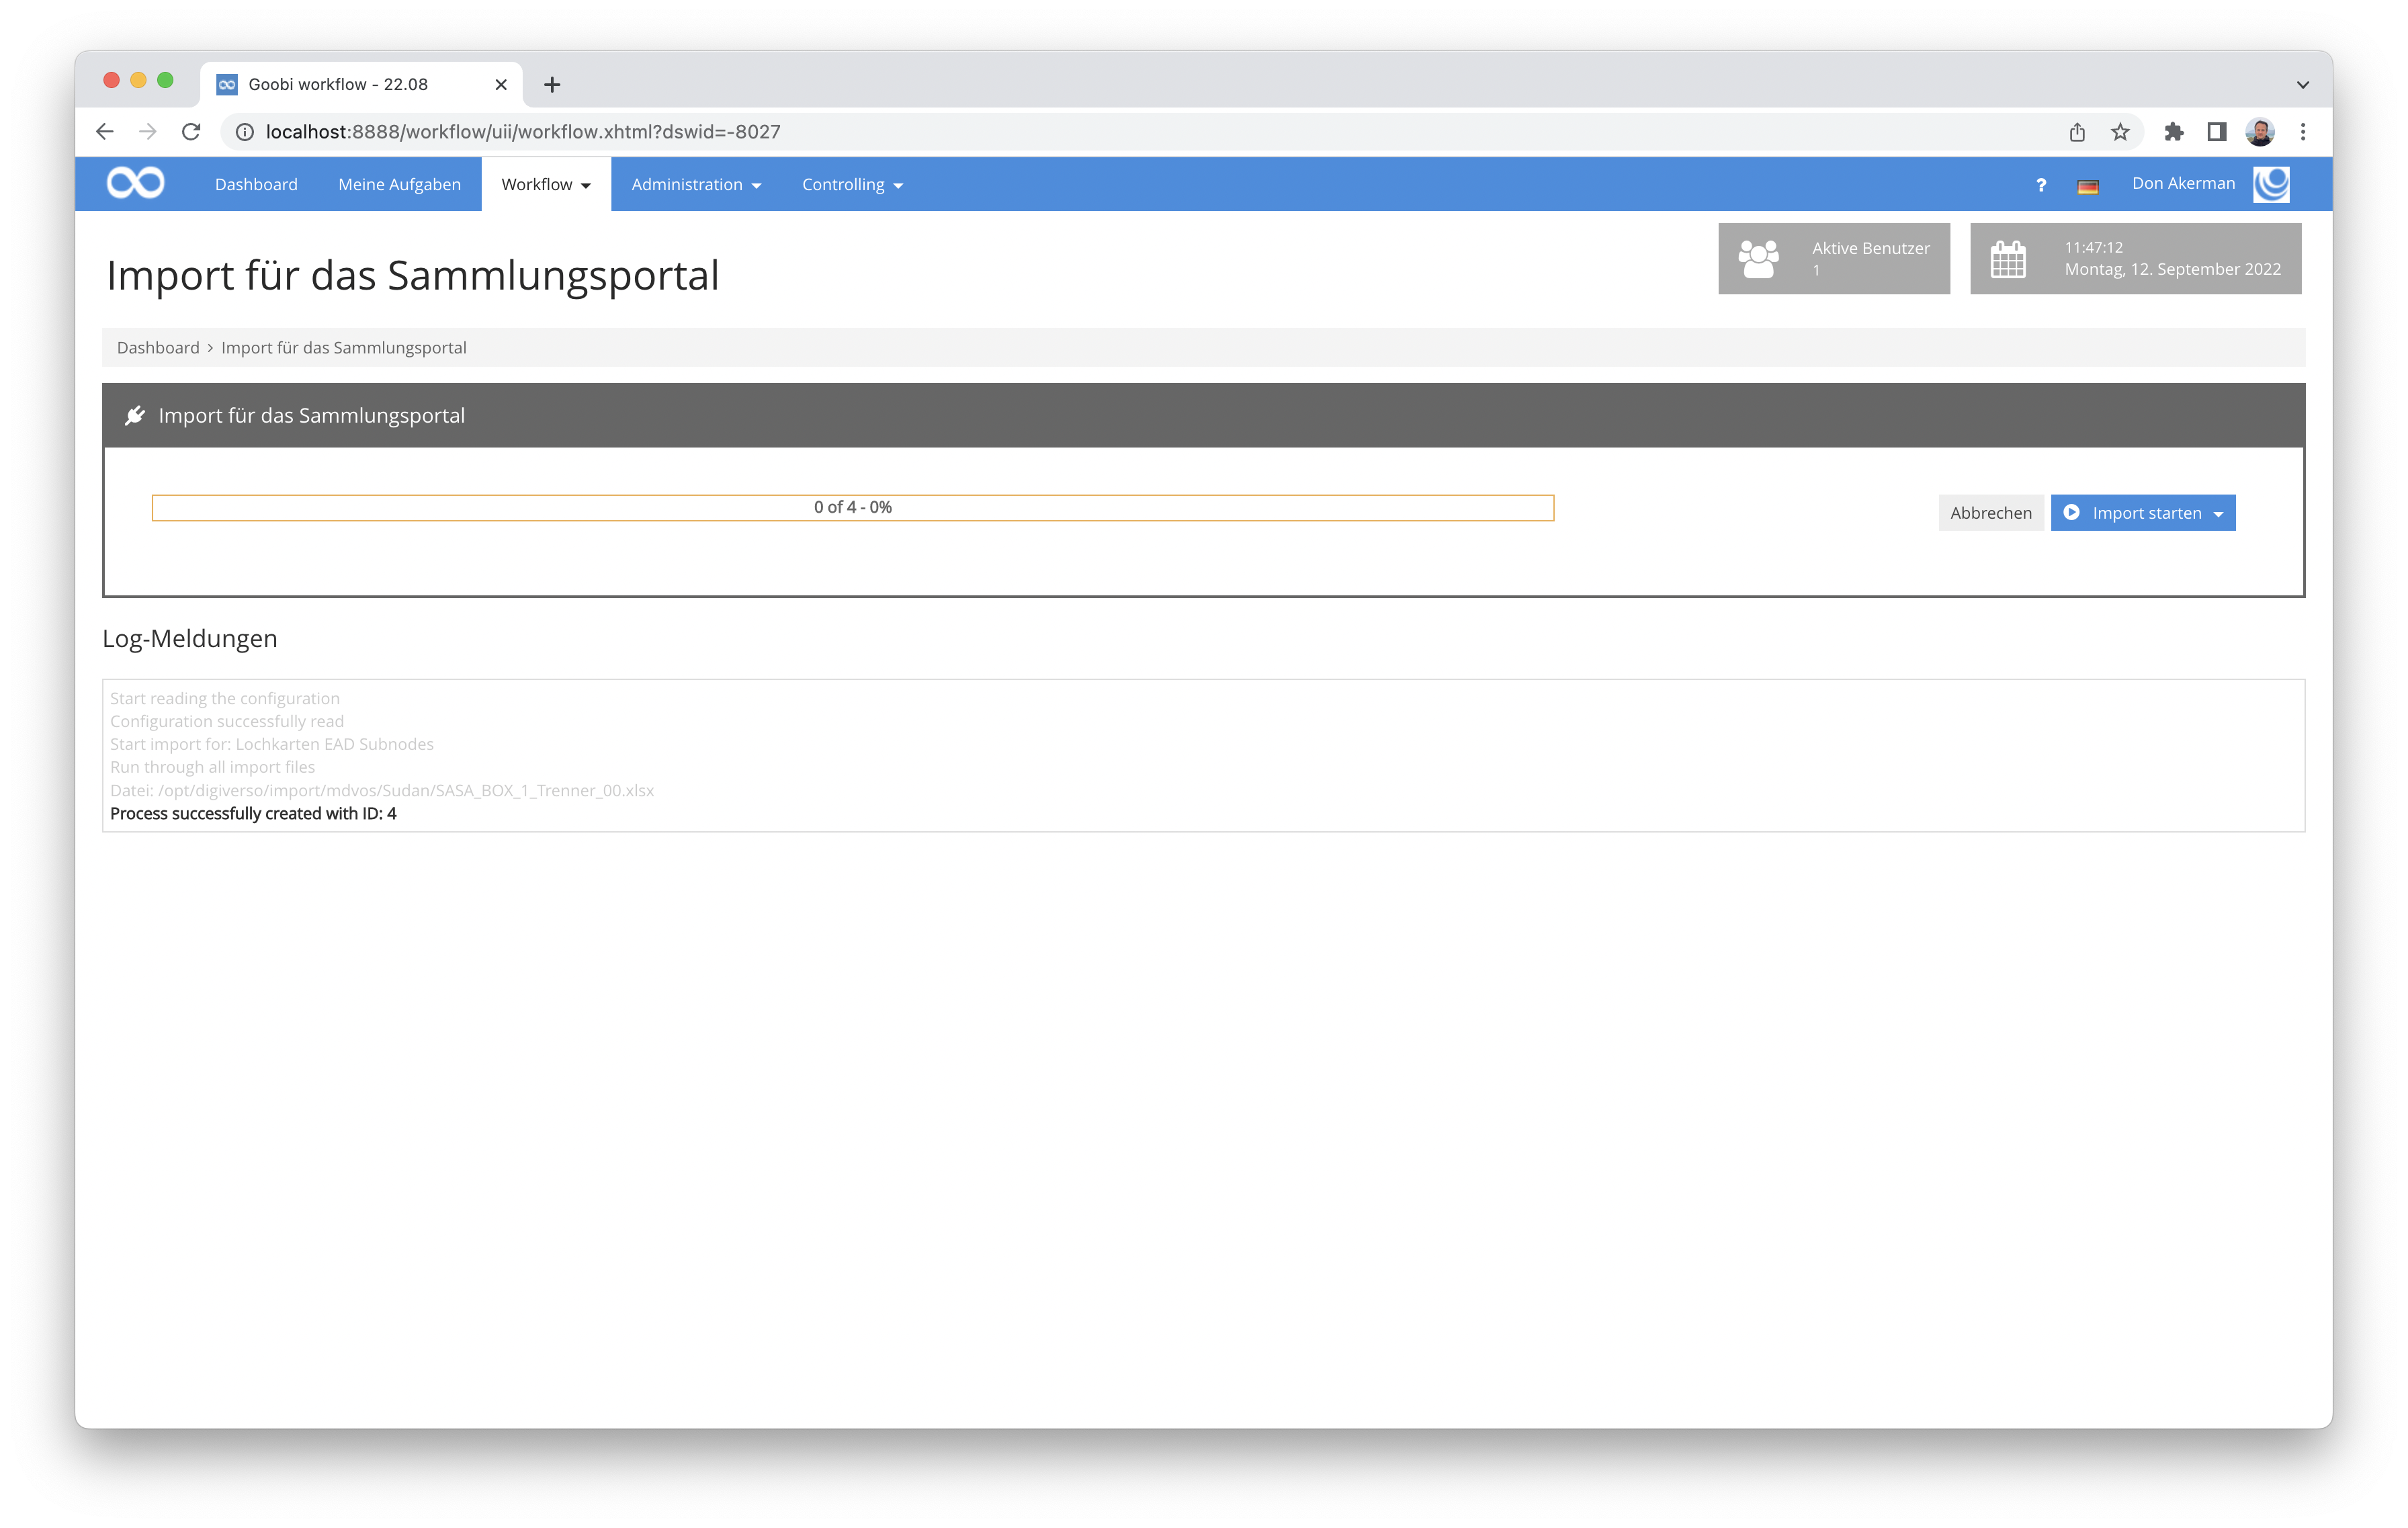 Goobi workflow - 22.08
localhost:8888/workflow/uii/workflow.xhtml?dswid=-8027
Dashboard Meine Aufgaben Workflow Administration Controlling ? Don Akerman
Import für das Sammlungsportal
Aktive Benutzer
1
11:47:12
Montag, 12. September 2022
Dashboard > Import für das Sammlungsportal
Import für das Sammlungsportal
0 of 4 - 0%
Abbrechen Import starten
Log-Meldungen
Start reading the configuration
Configuration successfully read
Start import for: Lochkarten EAD Subnodes
Run through all import files
Datei: /opt/digiverso/import/mdvos/Sudan/SASA_BOX_1_Trenner_00.xlsx
Process successfully created with ID: 4